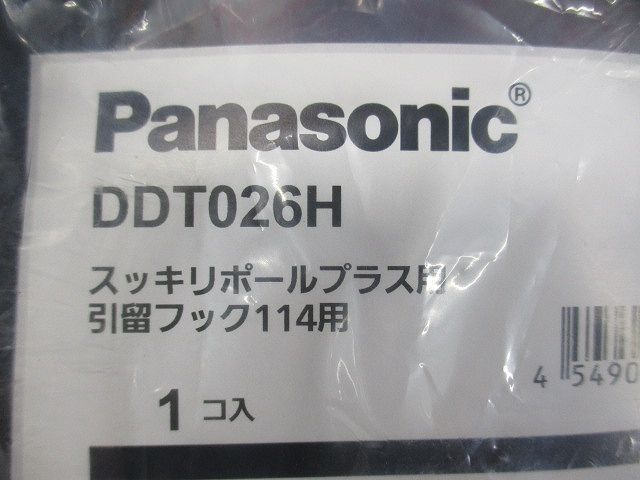 Panasonic®
DDT026H
スッキリポールプラス用
引留フック114用
1 コ入
4 5490